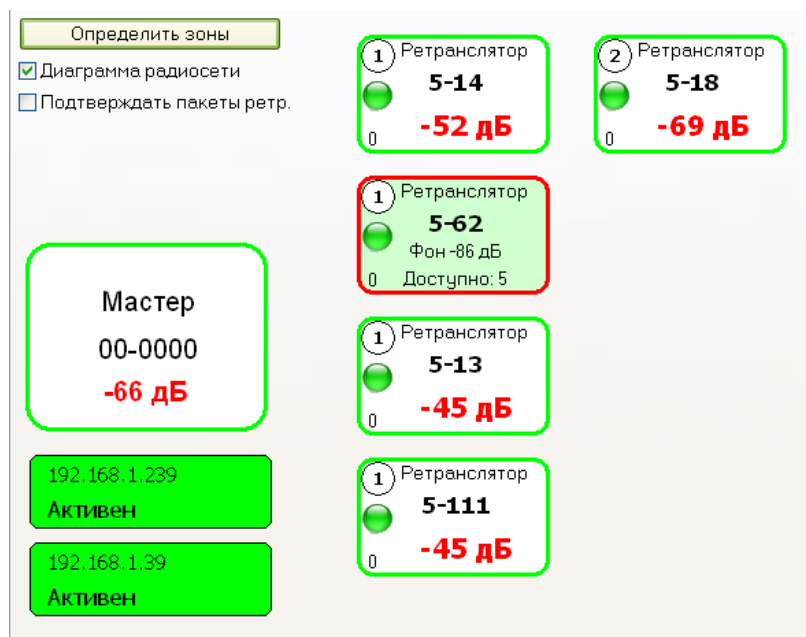 Определить зоны
Диаграмма радиосети
Подтверждать пакеты ретр.
Мастер
00-0000
-66 дБ
192.168.1.239
Активен
192.168.1.39
Активен
1 Ретранслятор
5-14
-52 дБ
0
2 Ретранслятор
5-18
-69 дБ
0
1 Ретранслятор
5-62
Фон -86 дБ
0 Доступно: 5
1 Ретранслятор
5-13
-45 дБ
0
1 Ретранслятор
5-111
-45 дБ
0